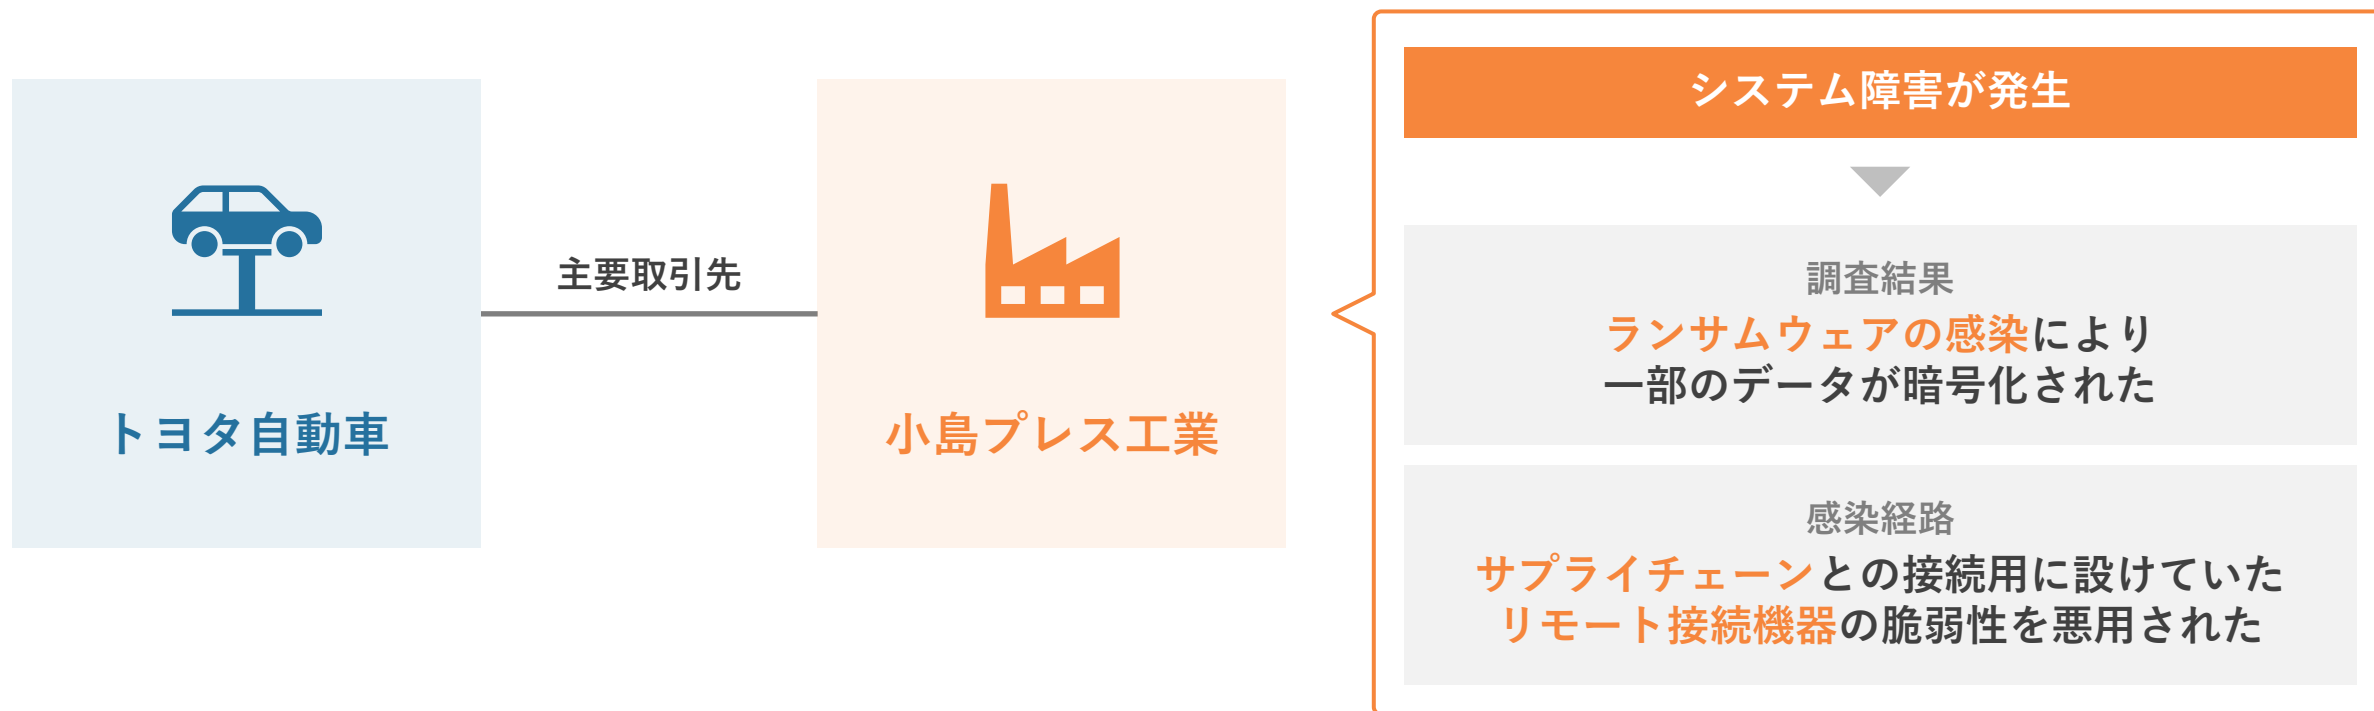 トヨタ自動車
主要取引先
小島プレス工業
システム障害が発生
調査結果
ランサムウェアの感染により
一部のデータが暗号化された
感染経路
サプライチェーンとの接続用に設けていた
リモート接続機器の脆弱性を悪用された